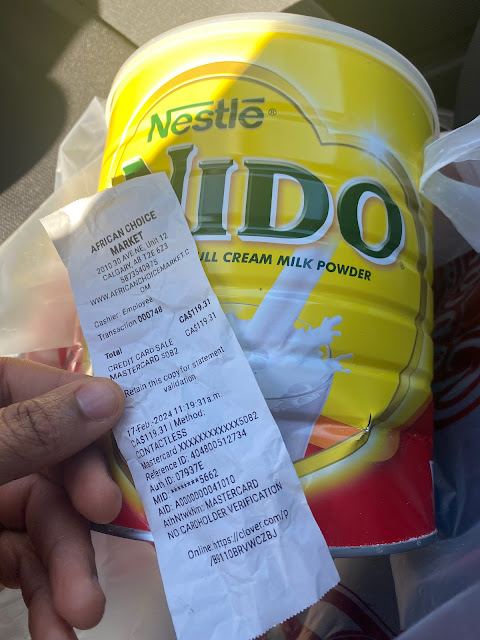 Nestlé®
NIDO®
FULL CREAM MILK POWDER
AFRICAN CHOICE
MARKET
2010 30 AVE NE, Unit 12
CALGARY, AB T2E 6Z3
5873540975
WWW.AFRICANCHOICEMARKET.C
OM
Cashier: Employee
Transaction 000748
Total CA$119.31
CREDIT CARD SALE CA$119.31
MASTERCARD 5082
Retain this copy for statement
validation
17-Feb.-2024 11:19:31a.m.
CA$119.31 | Method:
CONTACTLESS
Mastercard XXXXXXXXXXXX5082
Reference ID: 404800512734
Auth ID: 07937E
MID: ********5662
AID: A0000000041010
AthNtwkNm: MASTERCARD
NO CARDHOLDER VERIFICATION
Online: https://clover.com/p
/B9110BRVWCZBJ